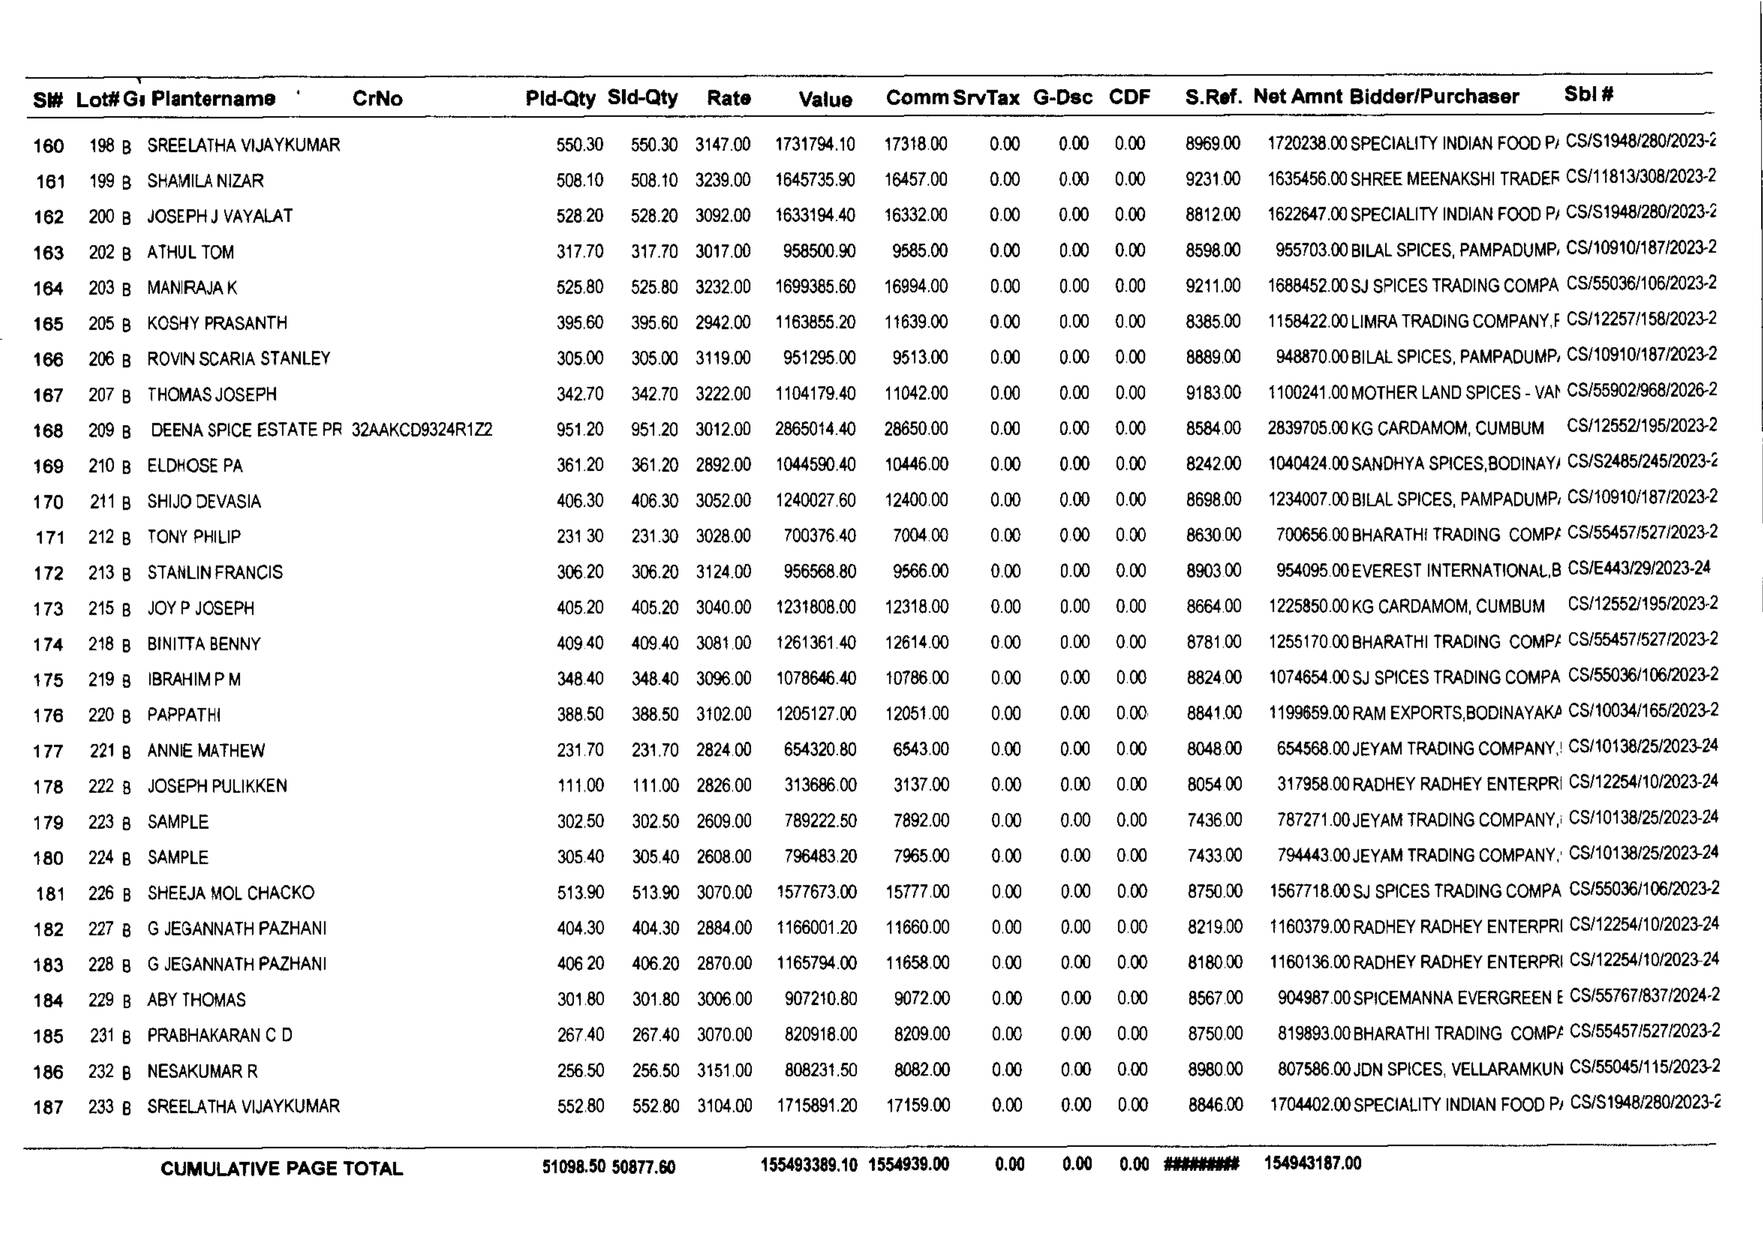 Sl# Lot# Gr Plantername CrNo Pld-Qty Sld-Qty Rate Value Comm SrvTax G-Dsc CDF S.Ref. Net Amnt Bidder/Purchaser Sbl #
160 198 B SREELATHA VIJAYKUMAR 550.30 550.30 3147.00 1731794.10 17318.00 0.00 0.00 0.00 8969.00 1720238.00 SPECIALITY INDIAN FOOD PA CS/S1948/280/2023-2
161 199 B SHAMILA NIZAR 508.10 508.10 3239.00 1645735.90 16457.00 0.00 0.00 0.00 9231.00 1635456.00 SHREE MEENAKSHI TRADER CS/11813/308/2023-2
162 200 B JOSEPH J VAYALAT 528.20 528.20 3092.00 1633194.40 16332.00 0.00 0.00 0.00 8812.00 1622647.00 SPECIALITY INDIAN FOOD PA CS/S1948/280/2023-2
163 202 B ATHUL TOM 317.70 317.70 3017.00 958500.90 9585.00 0.00 0.00 0.00 8598.00 955703.00 BILAL SPICES, PAMPADUMP, CS/10910/187/2023-2
164 203 B MANIRAJA K 525.80 525.80 3232.00 1699385.60 16994.00 0.00 0.00 0.00 9211.00 1688452.00 SJ SPICES TRADING COMPA CS/55036/106/2023-2
165 205 B KOSHY PRASANTH 395.60 395.60 2942.00 1163855.20 11639.00 0.00 0.00 0.00 8385.00 1158422.00 LIMRA TRADING COMPANY,F CS/12257/158/2023-2
166 206 B ROVIN SCARIA STANLEY 305.00 305.00 3119.00 951295.00 9513.00 0.00 0.00 0.00 8889.00 948870.00 BILAL SPICES, PAMPADUMP, CS/10910/187/2023-2
167 207 B THOMAS JOSEPH 342.70 342.70 3222.00 1104179.40 11042.00 0.00 0.00 0.00 9183.00 1100241.00 MOTHER LAND SPICES - VAN CS/55902/968/2026-2
168 209 B DEENA SPICE ESTATE PR 32AAKCD9324R1Z2 951.20 951.20 3012.00 2865014.40 28650.00 0.00 0.00 0.00 8584.00 2839705.00 KG CARDAMOM, CUMBUM CS/12552/195/2023-2
169 210 B ELDHOSE PA 361.20 361.20 2892.00 1044590.40 10446.00 0.00 0.00 0.00 8242.00 1040424.00 SANDHYA SPICES,BODINAYA CS/S2485/245/2023-2
170 211 B SHIJO DEVASIA 406.30 406.30 3052.00 1240027.60 12400.00 0.00 0.00 0.00 8698.00 1234007.00 BILAL SPICES, PAMPADUMP, CS/10910/187/2023-2
171 212 B TONY PHILIP 231.30 231.30 3028.00 700376.40 7004.00 0.00 0.00 0.00 8630.00 700656.00 BHARATHI TRADING COMPA CS/55457/527/2023-2
172 213 B STANLIN FRANCIS 306.20 306.20 3124.00 956568.80 9566.00 0.00 0.00 0.00 8903.00 954095.00 EVEREST INTERNATIONAL,B CS/E443/29/2023-24
173 215 B JOY P JOSEPH 405.20 405.20 3040.00 1231808.00 12318.00 0.00 0.00 0.00 8664.00 1225850.00 KG CARDAMOM, CUMBUM CS/12552/195/2023-2
174 218 B BINITTA BENNY 409.40 409.40 3081.00 1261361.40 12614.00 0.00 0.00 0.00 8781.00 1255170.00 BHARATHI TRADING COMPA CS/55457/527/2023-2
175 219 B IBRAHIM P M 348.40 348.40 3096.00 1078646.40 10786.00 0.00 0.00 0.00 8824.00 1074654.00 SJ SPICES TRADING COMPA CS/55036/106/2023-2
176 220 B PAPPATHI 388.50 388.50 3102.00 1205127.00 12051.00 0.00 0.00 0.00 8841.00 1199659.00 RAM EXPORTS,BODINAYAKA CS/10034/165/2023-2
177 221 B ANNIE MATHEW 231.70 231.70 2824.00 654320.80 6543.00 0.00 0.00 0.00 8048.00 654568.00 JEYAM TRADING COMPANY, CS/10138/25/2023-24
178 222 B JOSEPH PULIKKEN 111.00 111.00 2826.00 313686.00 3137.00 0.00 0.00 0.00 8054.00 317958.00 RADHEY RADHEY ENTERPRI CS/12254/10/2023-24
179 223 B SAMPLE 302.50 302.50 2609.00 789222.50 7892.00 0.00 0.00 0.00 7436.00 787271.00 JEYAM TRADING COMPANY, CS/10138/25/2023-24
180 224 B SAMPLE 305.40 305.40 2608.00 796483.20 7965.00 0.00 0.00 0.00 7433.00 794443.00 JEYAM TRADING COMPANY, CS/10138/25/2023-24
181 226 B SHEEJA MOL CHACKO 513.90 513.90 3070.00 1577673.00 15777.00 0.00 0.00 0.00 8750.00 1567718.00 SJ SPICES TRADING COMPA CS/55036/106/2023-2
182 227 B G JEGANNATH PAZHANI 404.30 404.30 2884.00 1166001.20 11660.00 0.00 0.00 0.00 8219.00 1160379.00 RADHEY RADHEY ENTERPRI CS/12254/10/2023-24
183 228 B G JEGANNATH PAZHANI 406.20 406.20 2870.00 1165794.00 11658.00 0.00 0.00 0.00 8180.00 1160136.00 RADHEY RADHEY ENTERPRI CS/12254/10/2023-24
184 229 B ABY THOMAS 301.80 301.80 3006.00 907210.80 9072.00 0.00 0.00 0.00 8567.00 904987.00 SPICEMANNA EVERGREEN E CS/55767/837/2024-2
185 231 B PRABHAKARAN C D 267.40 267.40 3070.00 820918.00 8209.00 0.00 0.00 0.00 8750.00 819893.00 BHARATHI TRADING COMPA CS/55457/527/2023-2
186 232 B NESAKUMAR R 256.50 256.50 3151.00 808231.50 8082.00 0.00 0.00 0.00 8980.00 807586.00 JDN SPICES, VELLARAMKUN CS/55045/115/2023-2
187 233 B SREELATHA VIJAYKUMAR 552.80 552.80 3104.00 1715891.20 17159.00 0.00 0.00 0.00 8846.00 1704402.00 SPECIALITY INDIAN FOOD PA CS/S1948/280/2023-2
CUMULATIVE PAGE TOTAL 51098.50 50877.60 155493389.10 1554939.00 0.00 0.00 0.00 ######### 154943187.00